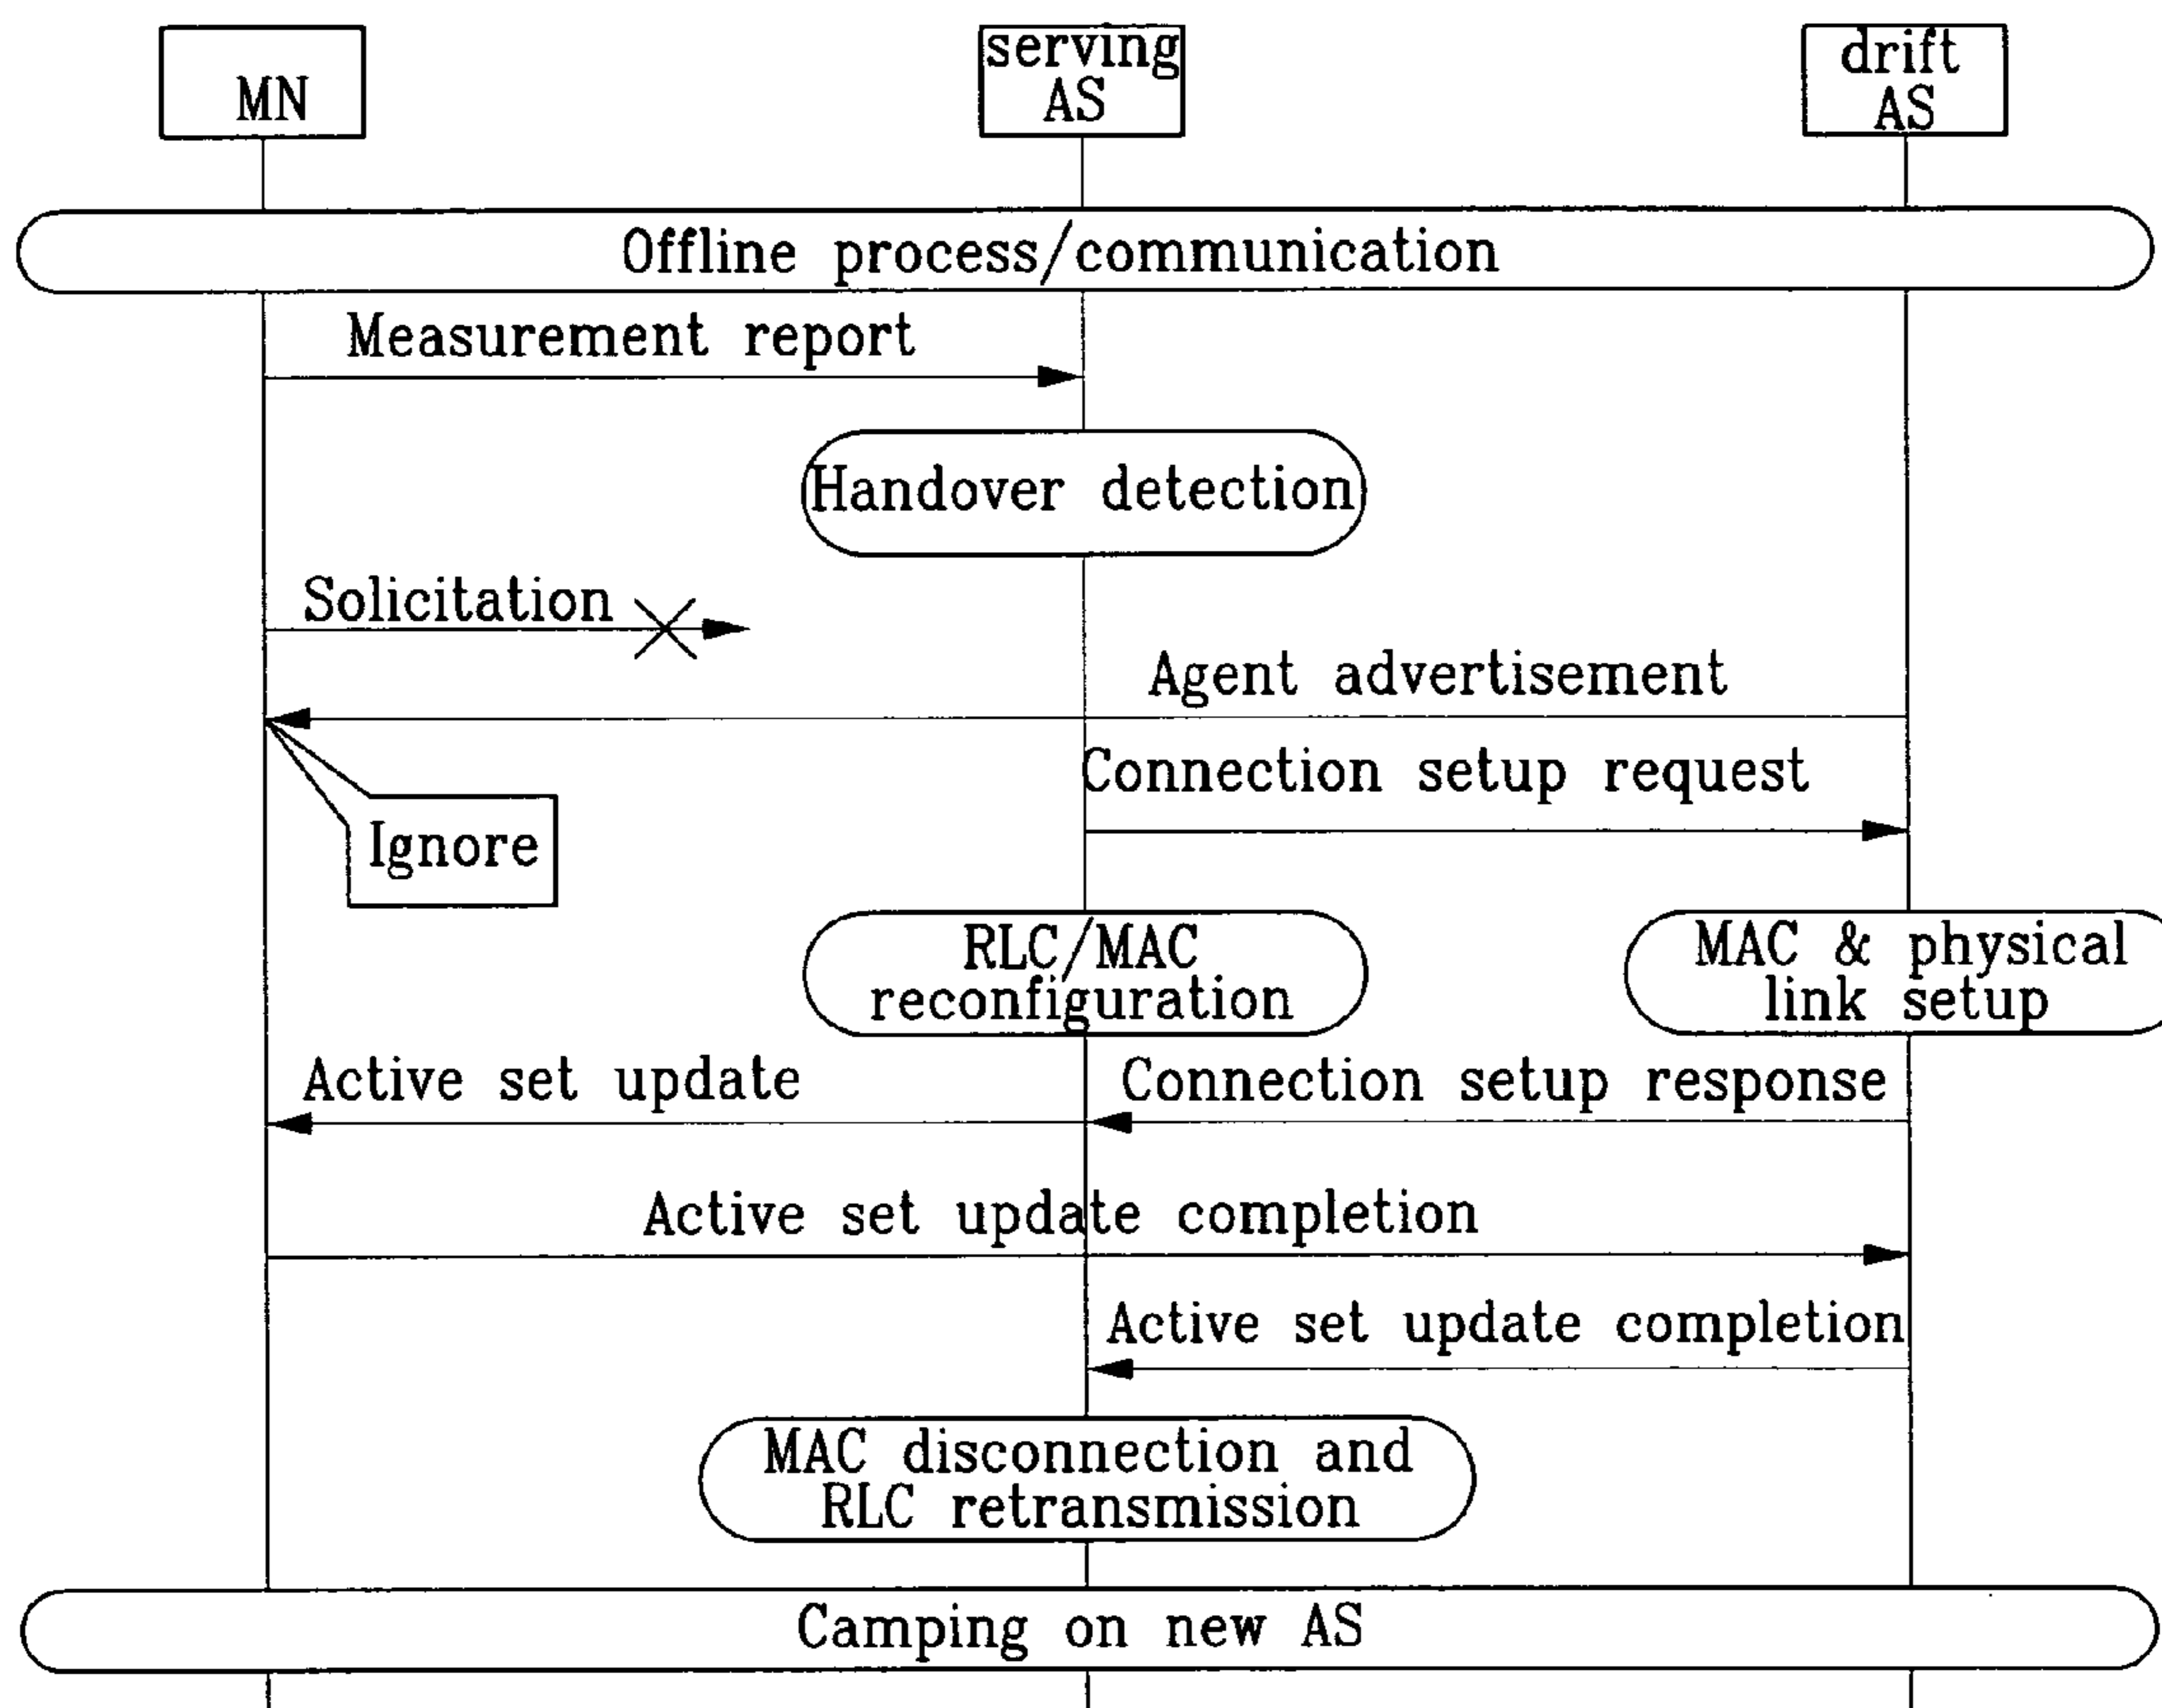 MN
serving
AS
drift
AS
Offline process/communication
Measurement report
Handover detection
Solicitation
Agent advertisement
Connection setup request
Ignore
RLC/MAC
reconfiguration
MAC & physical
link setup
Active set update
Connection setup response
Active set update completion
Active set update completion
MAC disconnection and
RLC retransmission
Camping on new AS